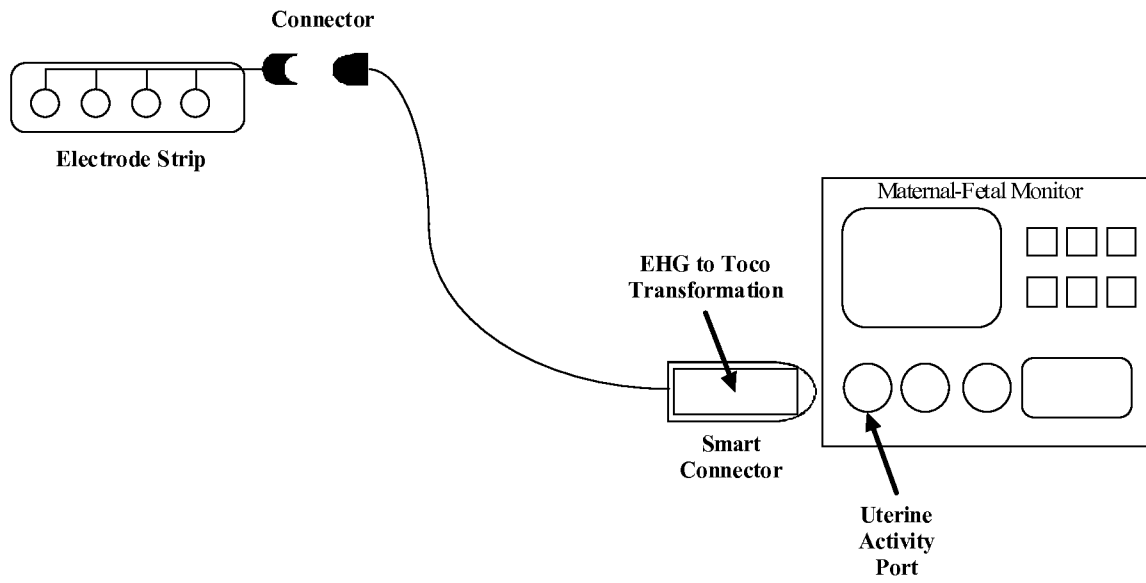 Connector
Electrode Strip
Maternal-Fetal Monitor
EHG to Toco
Transformation
Smart
Connector
Uterine
Activity
Port